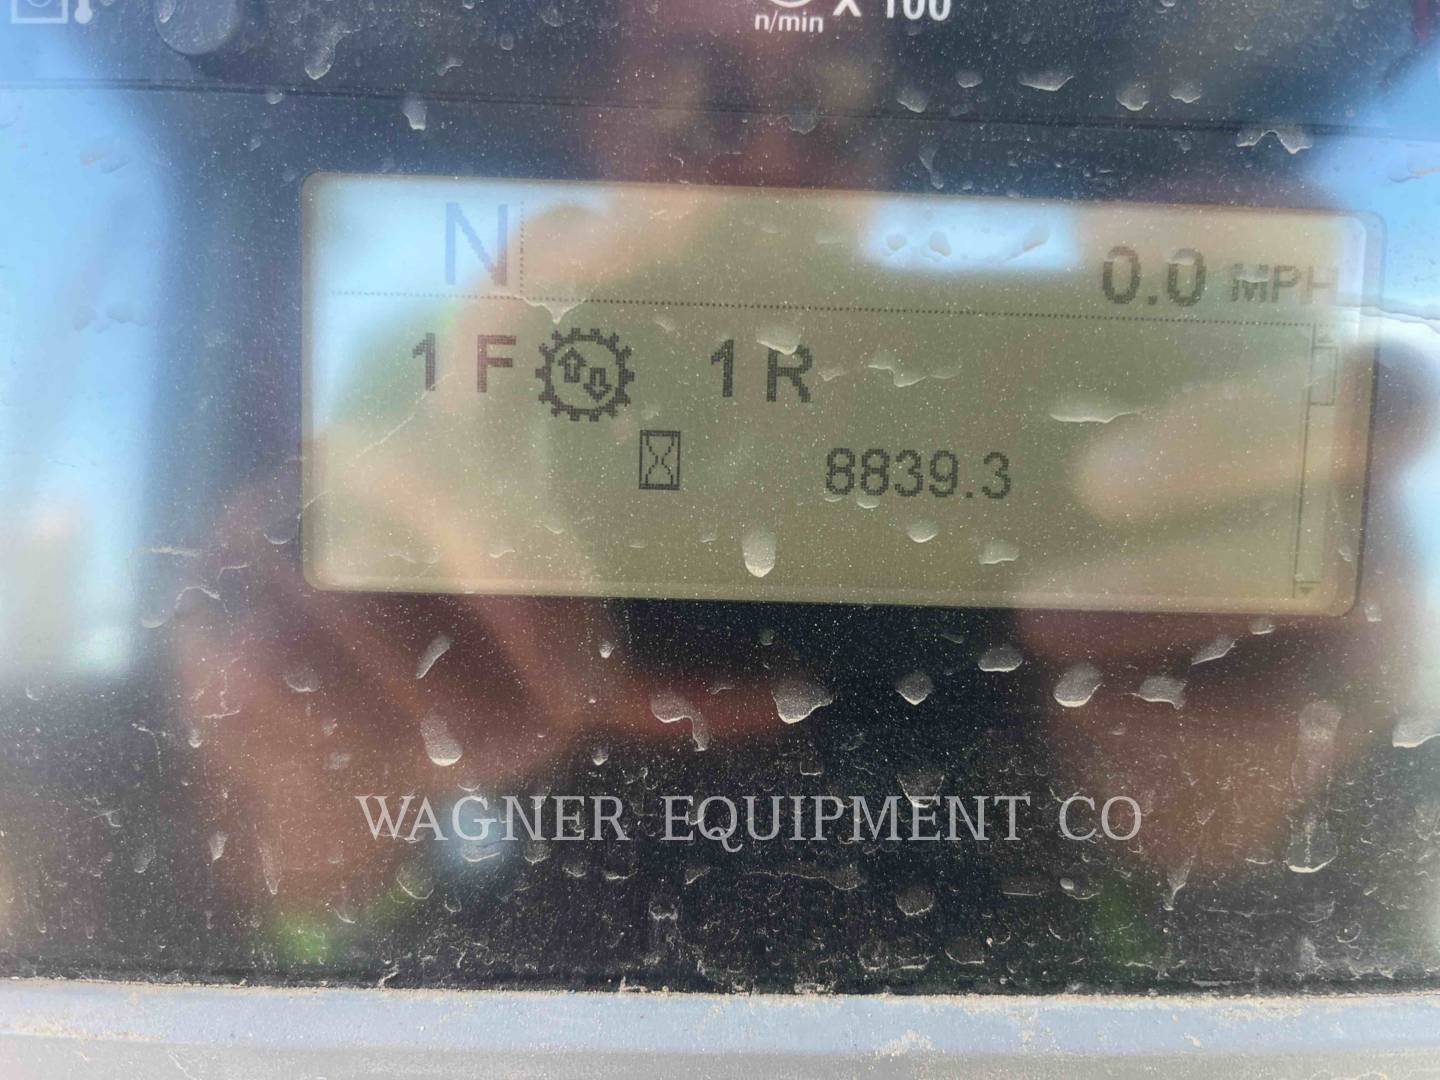 n/min x 100
N 0.0 MPH
1 F 1 R
8839.3
WAGNER EQUIPMENT CO